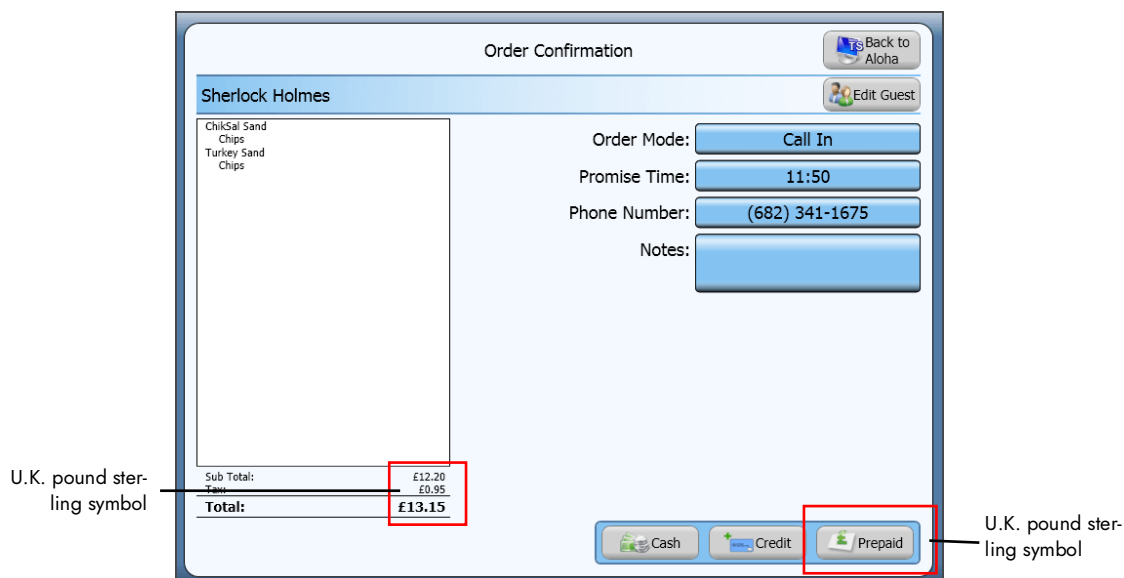 Order Confirmation
TS Back to
Aloha
Sherlock Holmes
Edit Guest
ChikSal Sand
Chips
Turkey Sand
Chips
Order Mode: Call In
Promise Time: 11:50
Phone Number: (682) 341-1675
Notes:
Sub Total: £12.20
Tax: £0.95
Total: £13.15
U.K. pound ster-
ling symbol
Cash
Credit
£ Prepaid
U.K. pound ster-
ling symbol